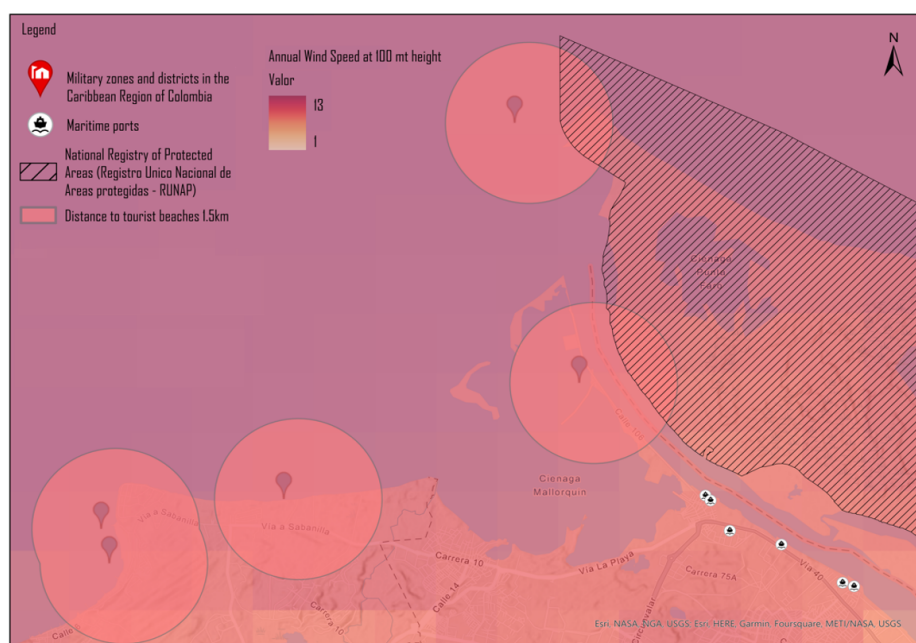 Legend
Military zones and districts in the
Caribbean Region of Colombia
Maritime ports
National Registry of Protected
Areas (Registro Unico Nacional de
Areas protegidas - RUNAP)
Distance to tourist beaches 1.5km
Annual Wind Speed at 100 mt height
Valor
13
1
N
Cienaga
Punta
Faro
Cienaga
Mallorquin
Via a Sabanilla
Via a Sabanilla
Carrera 10
Calle 14
Via La Playa
Carrera 75A
Via 40
Carrera 10
Esri, NASA, NGA, USGS, Esri, HERE, Garmin, Foursquare, METI/NASA, USGS